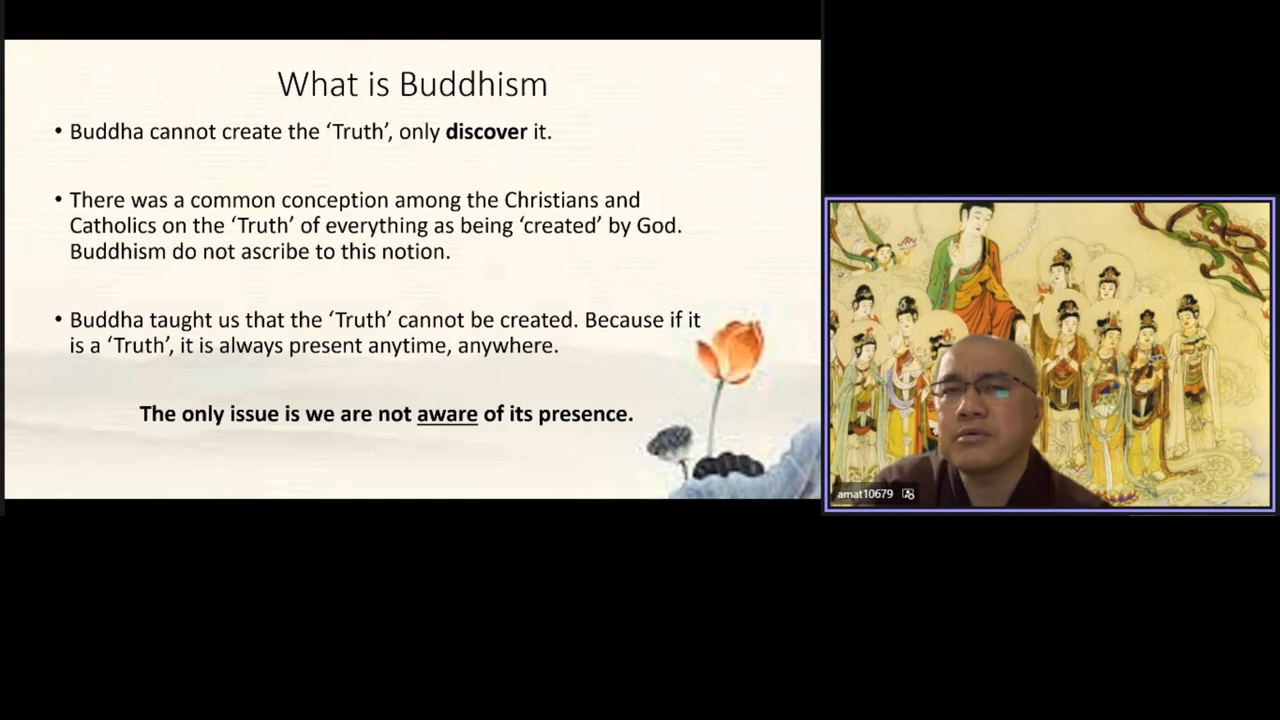 What is Buddhism
• Buddha cannot create the ‘Truth’, only discover it.
• There was a common conception among the Christians and
Catholics on the ‘Truth’ of everything as being ‘created’ by God.
Buddhism do not ascribe to this notion.
• Buddha taught us that the ‘Truth’ cannot be created. Because if it
is a ‘Truth’, it is always present anytime, anywhere.
The only issue is we are not aware of its presence.
amat10679